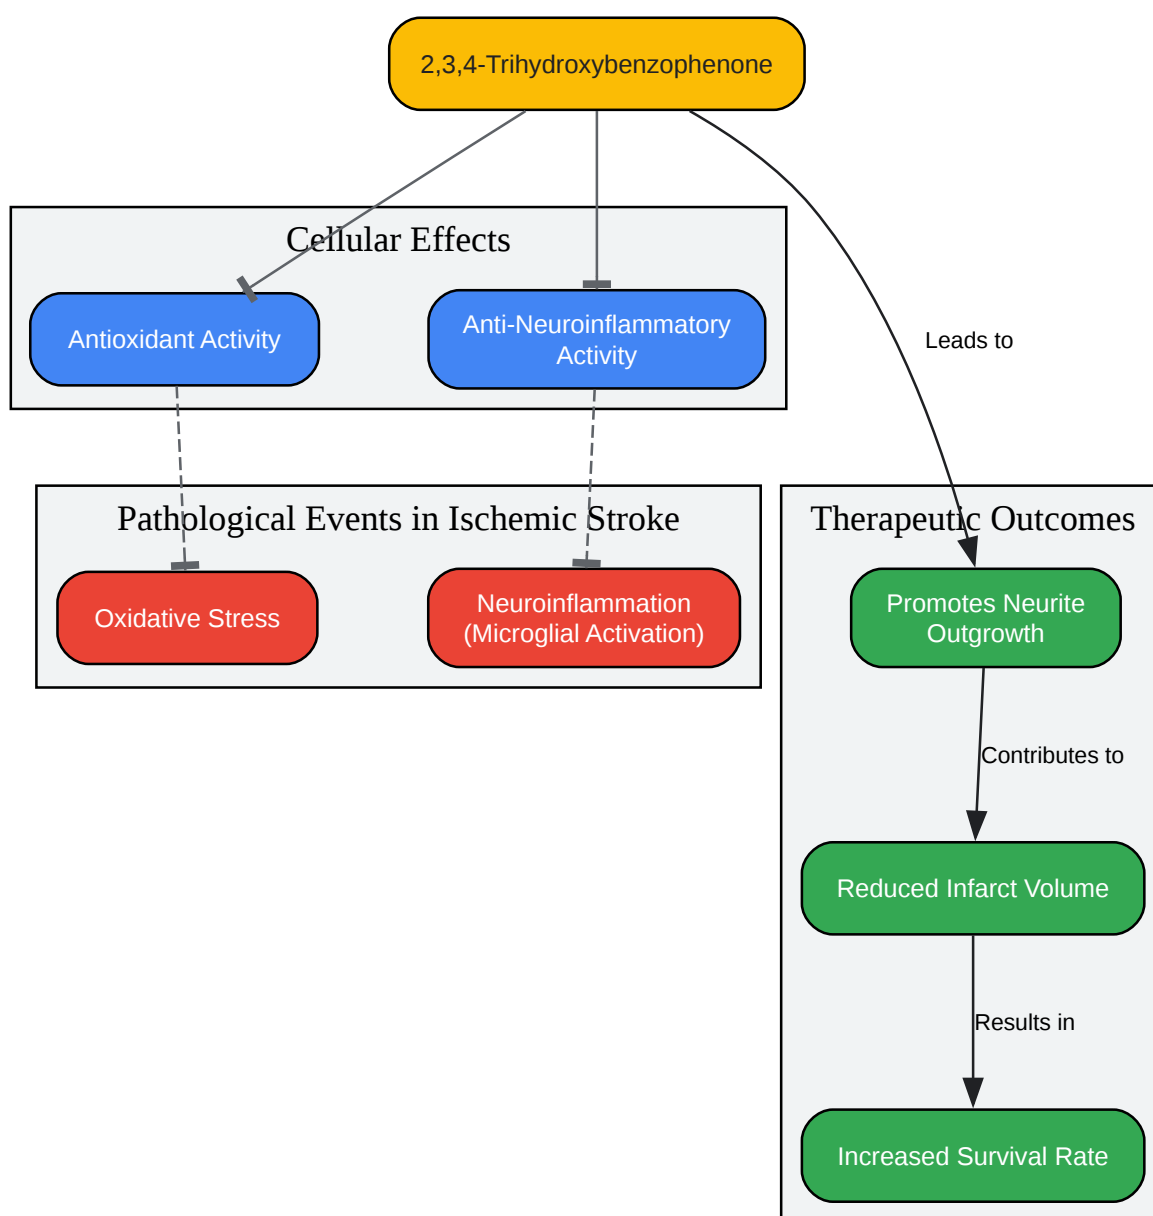 2,3,4-Trihydroxybenzophenone
Cellular Effects
Antioxidant Activity
Anti-Neuroinflammatory
Activity
Leads to
Pathological Events in Ischemic Stroke
Oxidative Stress
Neuroinflammation
(Microglial Activation)
Therapeutic Outcomes
Promotes Neurite
Outgrowth
Contributes to
Reduced Infarct Volume
Results in
Increased Survival Rate